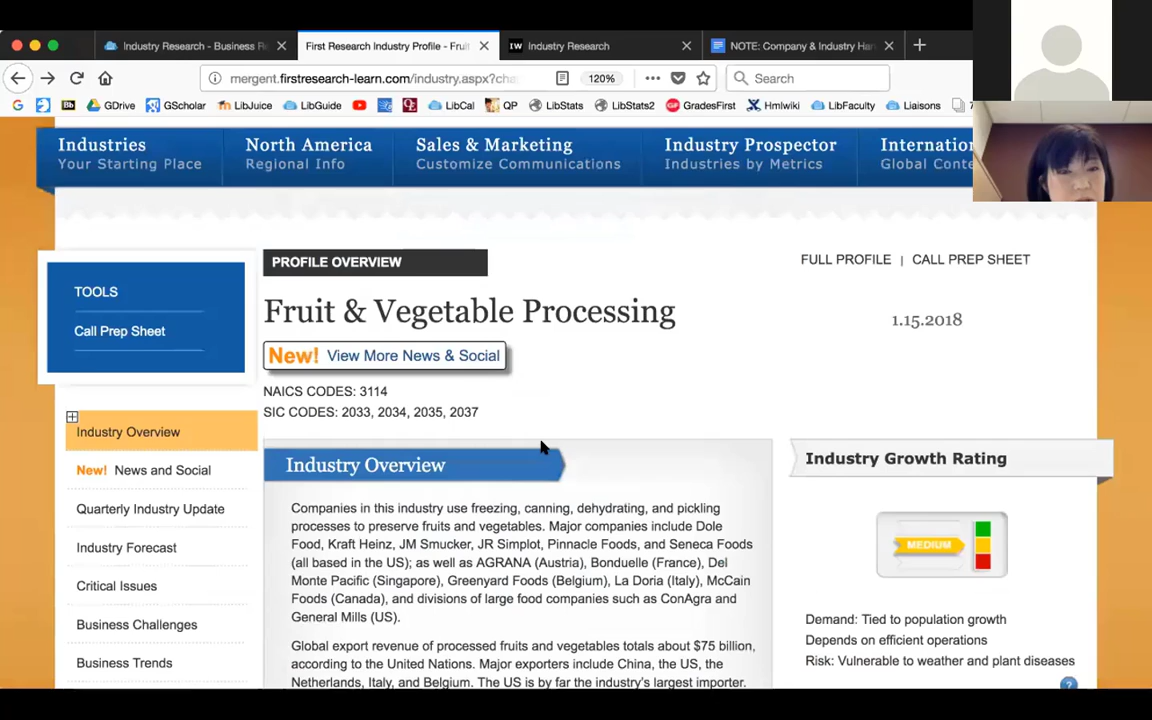 Industry Research - Business R
First Research Industry Profile - Fruit
IW Industry Research
NOTE: Company & Industry Han
mergent.firstresearch-learn.com/industry.aspx?cha
120%
Search
G
Bb
GDrive
GScholar
LibJuice
LibGuide
LibCal
QP
LibStats
LibStats2
GradesFirst
Hmlwiki
LibFaculty
Liaisons
Industries
Your Starting Place
North America
Regional Info
Sales & Marketing
Customize Communications
Industry Prospector
Industries by Metrics
Internation
Global Conte
TOOLS
Call Prep Sheet
Industry Overview
New! News and Social
Quarterly Industry Update
Industry Forecast
Critical Issues
Business Challenges
Business Trends
PROFILE OVERVIEW
FULL PROFILE | CALL PREP SHEET
Fruit & Vegetable Processing
1.15.2018
New! View More News & Social
NAICS CODES: 3114
SIC CODES: 2033, 2034, 2035, 2037
Industry Overview
Companies in this industry use freezing, canning, dehydrating, and pickling
processes to preserve fruits and vegetables. Major companies include Dole
Food, Kraft Heinz, JM Smucker, JR Simplot, Pinnacle Foods, and Seneca Foods
(all based in the US); as well as AGRANA (Austria), Bonduelle (France), Del
Monte Pacific (Singapore), Greenyard Foods (Belgium), La Doria (Italy), McCain
Foods (Canada), and divisions of large food companies such as ConAgra and
General Mills (US).
Global export revenue of processed fruits and vegetables totals about $75 billion,
according to the United Nations. Major exporters include China, the US, the
Netherlands, Italy, and Belgium. The US is by far the industry's largest importer.
Industry Growth Rating
MEDIUM
Demand: Tied to population growth
Depends on efficient operations
Risk: Vulnerable to weather and plant diseases
?